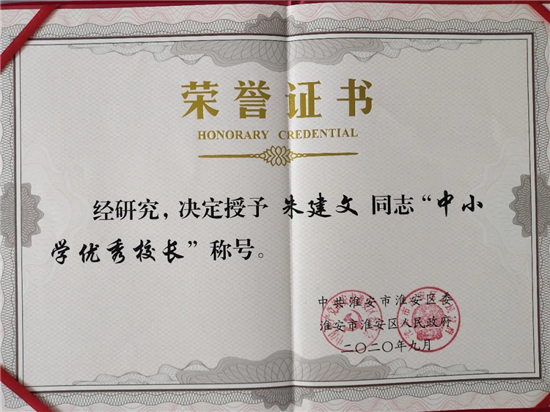 荣誉证书
HONORARY CREDENTIAL
经研究，决定授予 朱建文 同志“中小
学优秀校长”称号。
中共淮安市淮安区委
淮安市淮安区人民政府
二〇二〇年九月